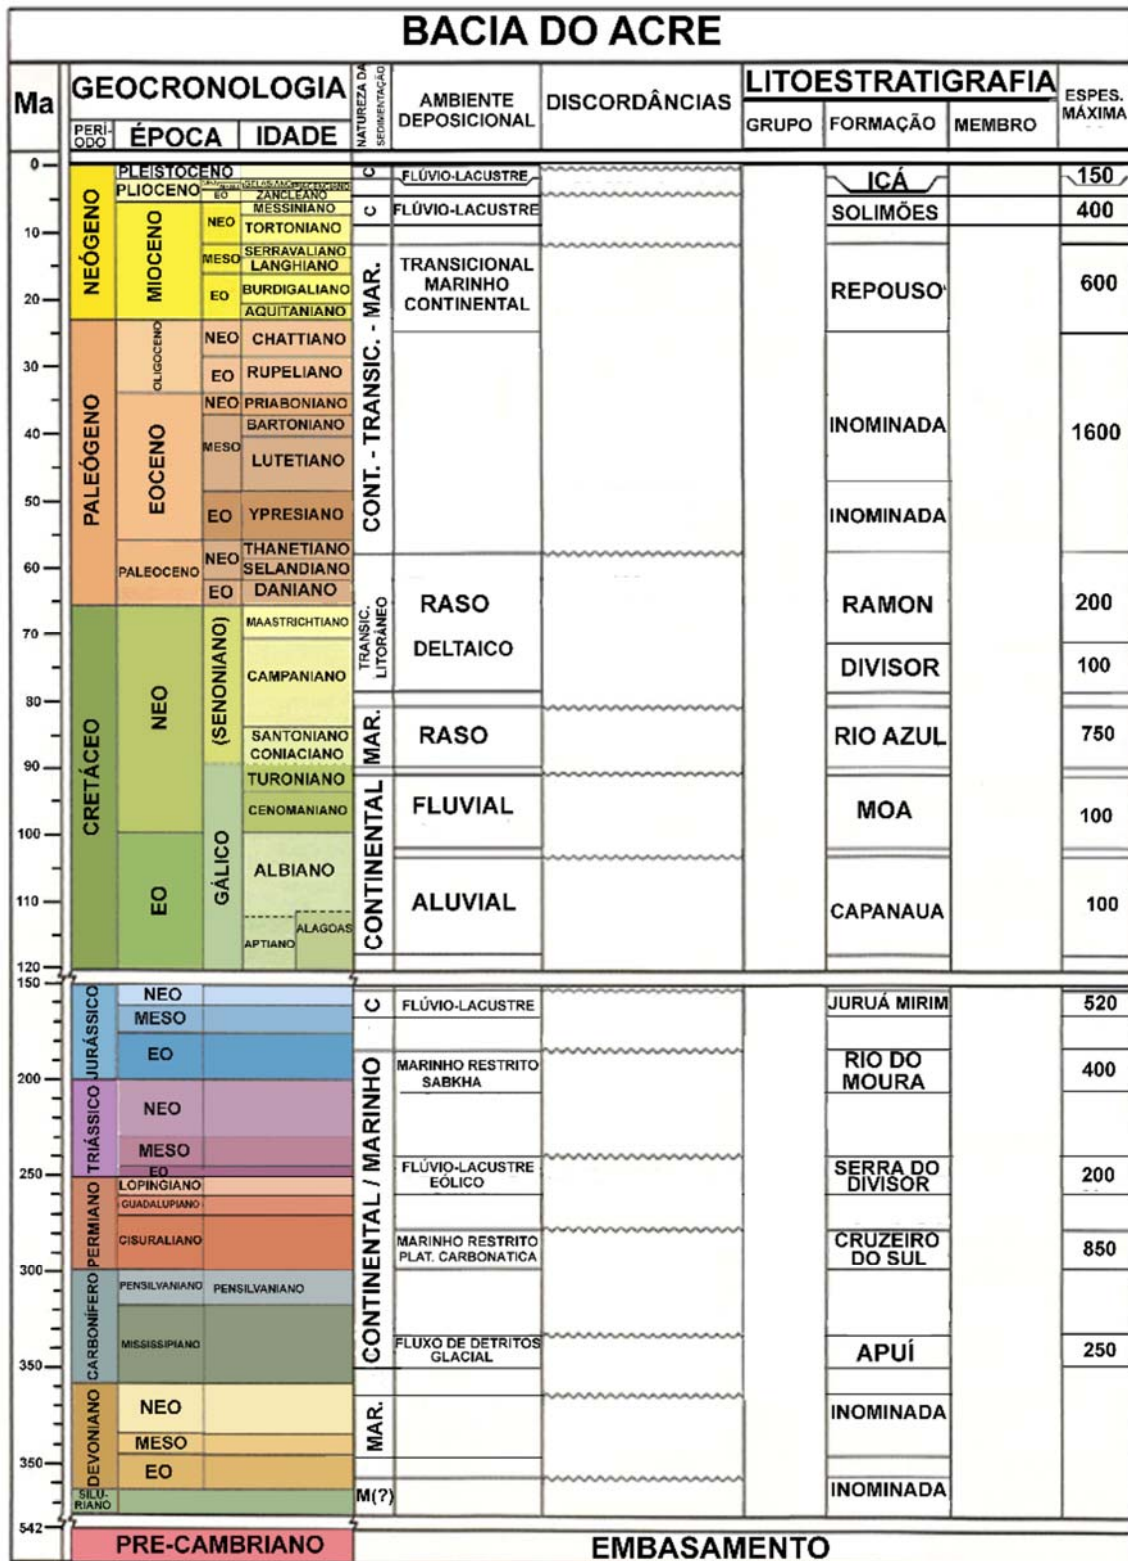 BACIA DO ACRE
Ma
GEOCRONOLOGIA
PERÍ-
ODO
ÉPOCA
IDADE
NATUREZA DA
SEDIMENTAÇÃO
AMBIENTE
DEPOSICIONAL
DISCORDÂNCIAS
LITOESTRATIGRAFIA
GRUPO
FORMAÇÃO
MEMBRO
ESPES.
MÁXIMA
0
10
20
30
40
50
60
70
80
90
100
110
120
150
200
250
300
350
350
542
NEÓGENO
PALEÓGENO
CRETÁCEO
JURÁSSICO
TRIÁSSICO
PERMIANO
CARBONÍFERO
DEVONIANO
SILU-
RIANO
PLEISTOCENO
PLIOCENO
EO
GELASIANO
ZANCLEANO
MIOCENO
NEO
MESSINIANO
TORTONIANO
MESO
SERRAVALIANO
LANGHIANO
EO
BURDIGALIANO
AQUITANIANO
OLIGOCENO
NEO
CHATTIANO
EO
RUPELIANO
EOCENO
NEO
PRIABONIANO
MESO
BARTONIANO
LUTETIANO
EO
YPRESIANO
PALEOCENO
NEO
THANETIANO
SELANDIANO
EO
DANIANO
NEO
(SENONIANO)
MAASTRICHTIANO
CAMPANIANO
SANTONIANO
CONIACIANO
GÁLICO
TURONIANO
CENOMANIANO
EO
ALBIANO
APTIANO
ALAGOAS
NEO
MESO
EO
NEO
MESO
EO
LOPINGIANO
GUADALUPIANO
CISURALIANO
PENSILVANIANO
PENSILVANIANO
MISSISSIPIANO
NEO
MESO
EO
C
C
CONT. - TRANSIC. - MAR.
TRANSIC.
LITORÂNEO
MAR.
CONTINENTAL
C
CONTINENTAL / MARINHO
MAR.
M(?)
FLÚVIO-LACUSTRE
ICÁ
150
FLÚVIO-LACUSTRE
SOLIMÕES
400
TRANSICIONAL
MARINHO
CONTINENTAL
REPOUSO
600
INOMINADA
1600
INOMINADA
RASO
RAMON
200
DELTAICO
DIVISOR
100
RASO
RIO AZUL
750
FLUVIAL
MOA
100
ALUVIAL
CAPANAUA
100
FLÚVIO-LACUSTRE
JURUÁ MIRIM
520
MARINHO RESTRITO
SABKHA
RIO DO
MOURA
400
FLÚVIO-LACUSTRE
EÓLICO
SERRA DO
DIVISOR
200
MARINHO RESTRITO
PLAT. CARBONATICA
CRUZEIRO
DO SUL
850
FLUXO DE DETRITOS
GLACIAL
APUÍ
250
INOMINADA
INOMINADA
PRE-CAMBRIANO
EMBASAMENTO